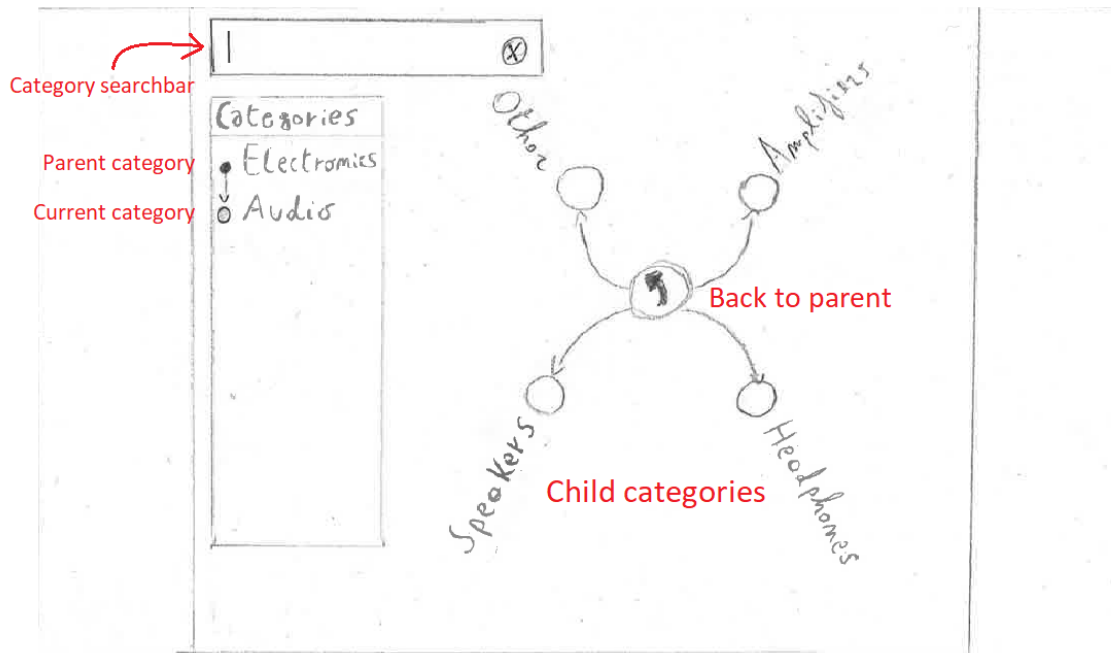 X
Category searchbar
Categories
Parent category
Electronics
Current category
Audio
Other
Amplifiers
Back to parent
Speakers
Headphones
Child categories